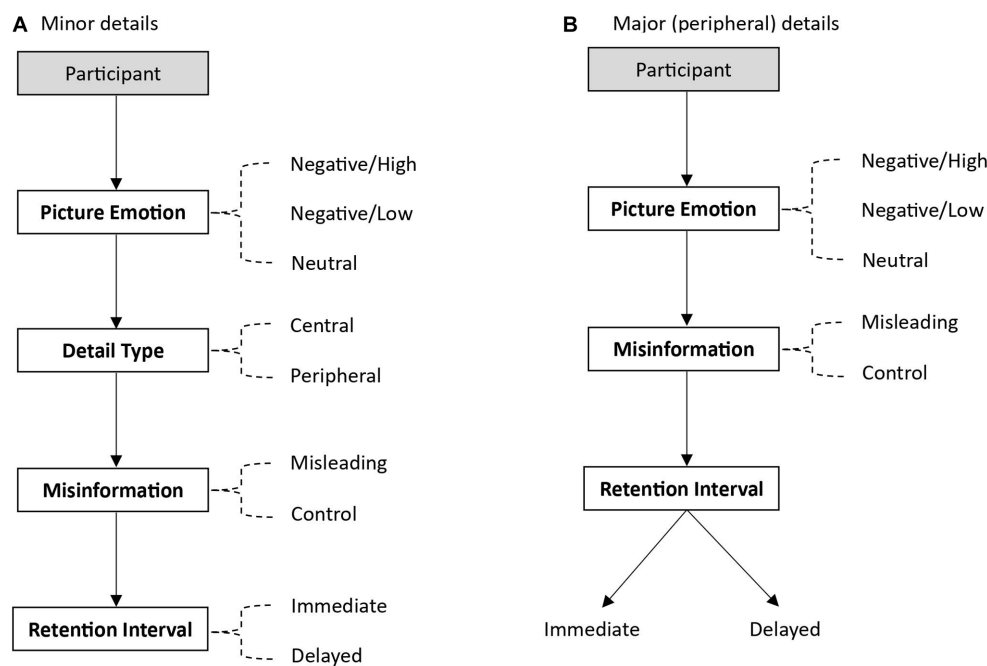 A Minor details
Participant
Picture Emotion
Negative/High
Negative/Low
Neutral
Detail Type
Central
Peripheral
Misinformation
Misleading
Control
Retention Interval
Immediate
Delayed
B Major (peripheral) details
Participant
Picture Emotion
Negative/High
Negative/Low
Neutral
Misinformation
Misleading
Control
Retention Interval
Immediate
Delayed